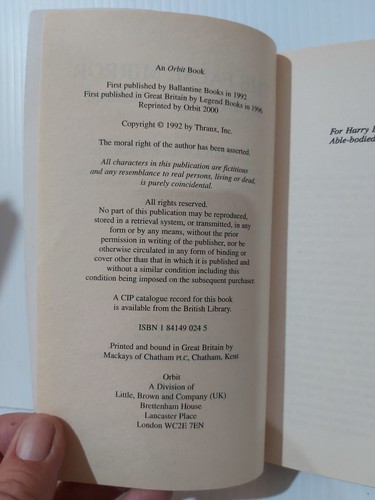 An Orbit Book
First published by Ballantine Books in 1992
First published in Great Britain by Legend Books in 1996
Reprinted by Orbit 2000
Copyright © 1992 by Thranx, Inc.
The moral right of the author has been asserted.
All characters in this publication are fictitious
and any resemblance to real persons, living or dead,
is purely coincidental.
All rights reserved.
No part of this publication may be reproduced,
stored in a retrieval system, or transmitted, in any
form or by any means, without the prior
permission in writing of the publisher, nor be
otherwise circulated in any form of binding or
cover other than that in which it is published and
without a similar condition including this
condition being imposed on the subsequent purchaser.
A CIP catalogue record for this book
is available from the British Library.
ISBN 1 84149 024 5
Printed and bound in Great Britain by
Mackays of Chatham PLC, Chatham, Kent
Orbit
A Division of
Little, Brown and Company (UK)
Brettenham House
Lancaster Place
London WC2E 7EN
For Harry
Able-bodied